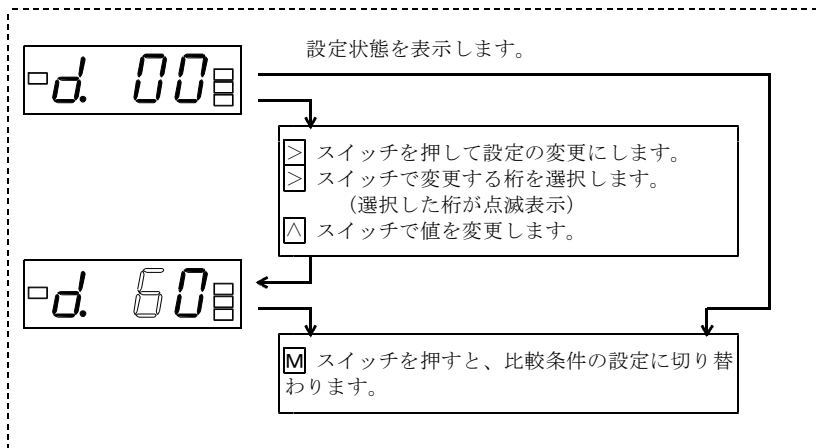 設定状態を表示します。
-d. 00
> スイッチを押して設定の変更にします。
> スイッチで変更する桁を選択します。
(選択した桁が点滅表示)
∧ スイッチで値を変更します。
-d. 60
M スイッチを押すと、比較条件の設定に切り替
わります。